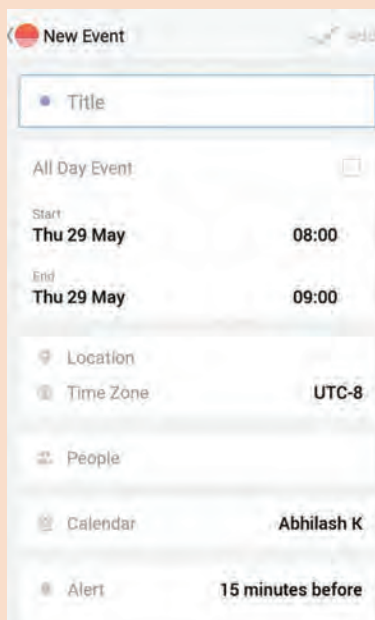 New Event
Add
Title
All Day Event
Start
Thu 29 May 08:00
End
Thu 29 May 09:00
Location
Time Zone UTC-8
People
Calendar Abhilash K
Alert 15 minutes before